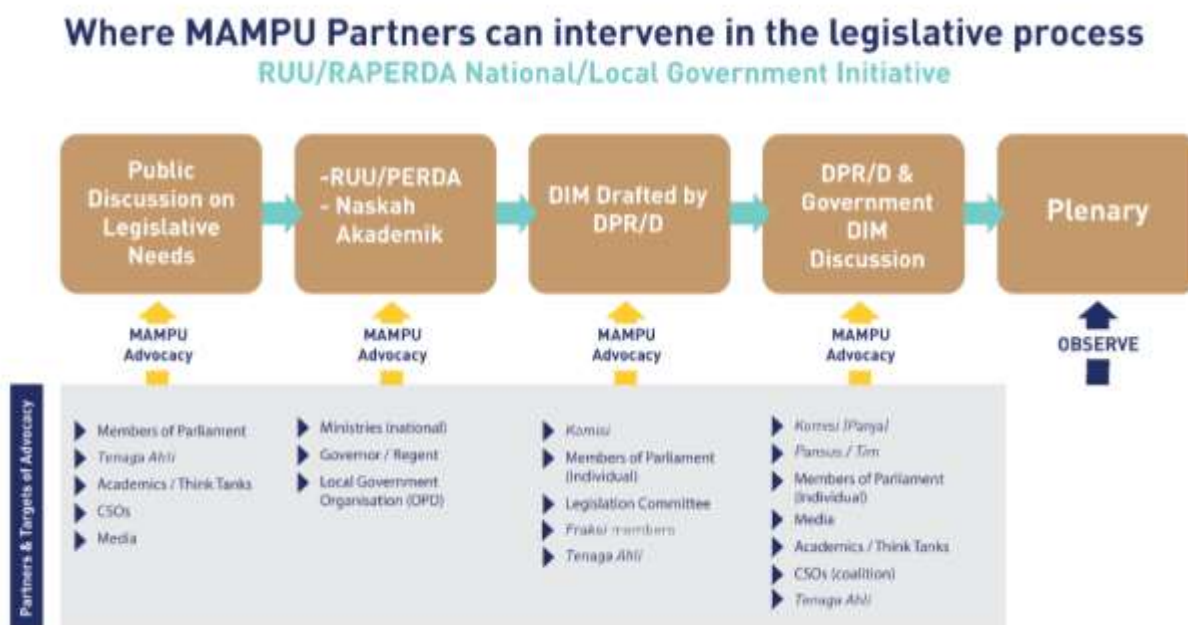 Where MAMPU Partners can intervene in the legislative process
RUU/RAPERDA National/Local Government Initiative
Public
Discussion on
Legislative
Needs
-RUU/PERDA
- Naskah
Akademik
DIM Drafted by
DPR/D
DPR/D &
Government
DIM
Discussion
Plenary
MAMPU
Advocacy
MAMPU
Advocacy
MAMPU
Advocacy
MAMPU
Advocacy
OBSERVE
Partners & Targets of Advocacy
Members of Parliament
Tenaga Ahli
Academics / Think Tanks
CSOs
Media
Ministries (national)
Governor / Regent
Local Government
Organisation (OPD)
Komisi
Members of Parliament
(Individual)
Legislation Committee
Fraksi members
Tenaga Ahli
Komisi (Panja)
Pansus / Tim
Members of Parliament
(Individual)
Media
Academics / Think Tanks
CSOs (coalition)
Tenaga Ahli